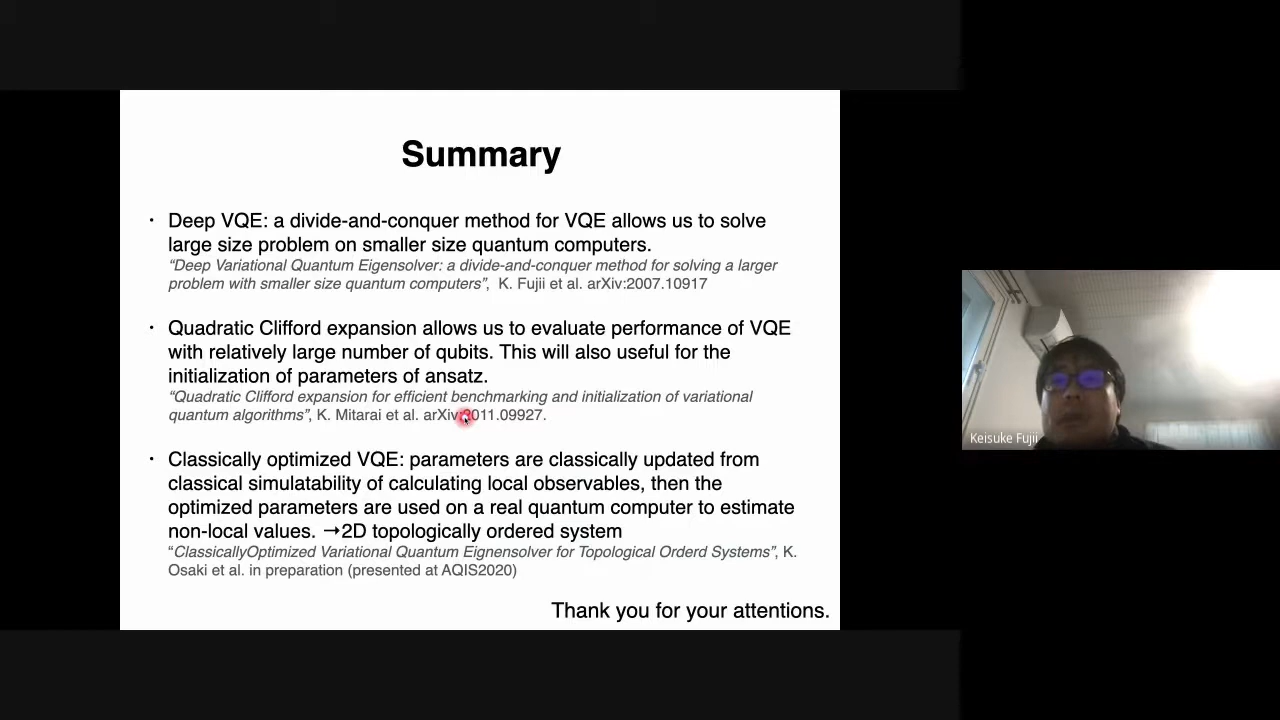 Summary
• Deep VQE: a divide-and-conquer method for VQE allows us to solve
large size problem on smaller size quantum computers.
“Deep Variational Quantum Eigensolver: a divide-and-conquer method for solving a larger
problem with smaller size quantum computers”, K. Fujii et al. arXiv:2007.10917
• Quadratic Clifford expansion allows us to evaluate performance of VQE
with relatively large number of qubits. This will also useful for the
initialization of parameters of ansatz.
“Quadratic Clifford expansion for efficient benchmarking and initialization of variational
quantum algorithms”, K. Mitarai et al. arXiv:2011.09927.
• Classically optimized VQE: parameters are classically updated from
classical simulatability of calculating local observables, then the
optimized parameters are used on a real quantum computer to estimate
non-local values. →2D topologically ordered system
“ClassicallyOptimized Variational Quantum Eignensolver for Topological Orderd Systems”, K.
Osaki et al. in preparation (presented at AQIS2020)
Thank you for your attentions.
Keisuke Fujii